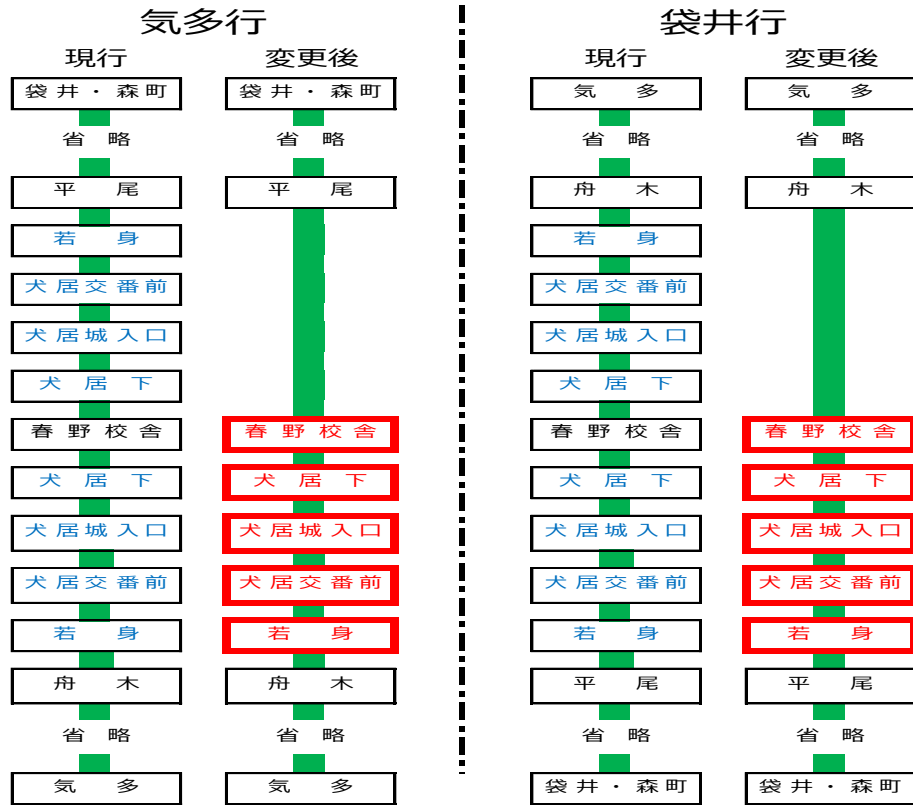 気多行
現行
袋井・森町
省略
平尾
若身
犬居交番前
犬居城入口
犬居下
春野校舎
犬居下
犬居城入口
犬居交番前
若身
舟木
省略
気多
変更後
袋井・森町
省略
平尾
春野校舎
犬居下
犬居城入口
犬居交番前
若身
舟木
省略
気多
袋井行
現行
気多
省略
舟木
若身
犬居交番前
犬居城入口
犬居下
春野校舎
犬居下
犬居城入口
犬居交番前
若身
平尾
省略
袋井・森町
変更後
気多
省略
舟木
春野校舎
犬居下
犬居城入口
犬居交番前
若身
平尾
省略
袋井・森町